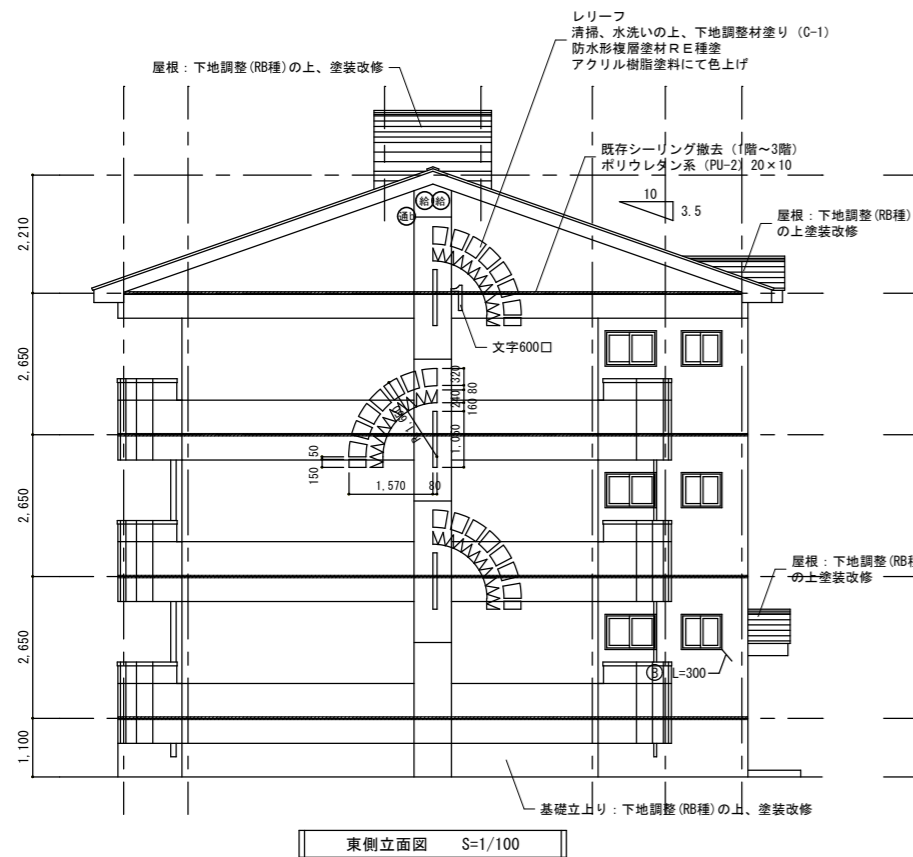 レリーフ
清掃、水洗いの上、下地調整材塗り (C-1)
防水形複層塗材ＲＥ種塗
アクリル樹脂塗料にて色上げ
屋根：下地調整(RB種)の上、塗装改修
既存シーリング撤去 (1階～3階)
ポリウレタン系 (PU-2) 20×10
10
3.5
屋根：下地調整(RB種)
の上塗装改修
給
給
通b
2,210
文字600口
2,650
320
80
240
160
1,050
50
150
1,570
80
2,650
屋根：下地調整(RB種
の上塗装改修
2,650
B
L=300
1,100
基礎立上り：下地調整(RB種)の上、塗装改修
東側立面図 S=1/100